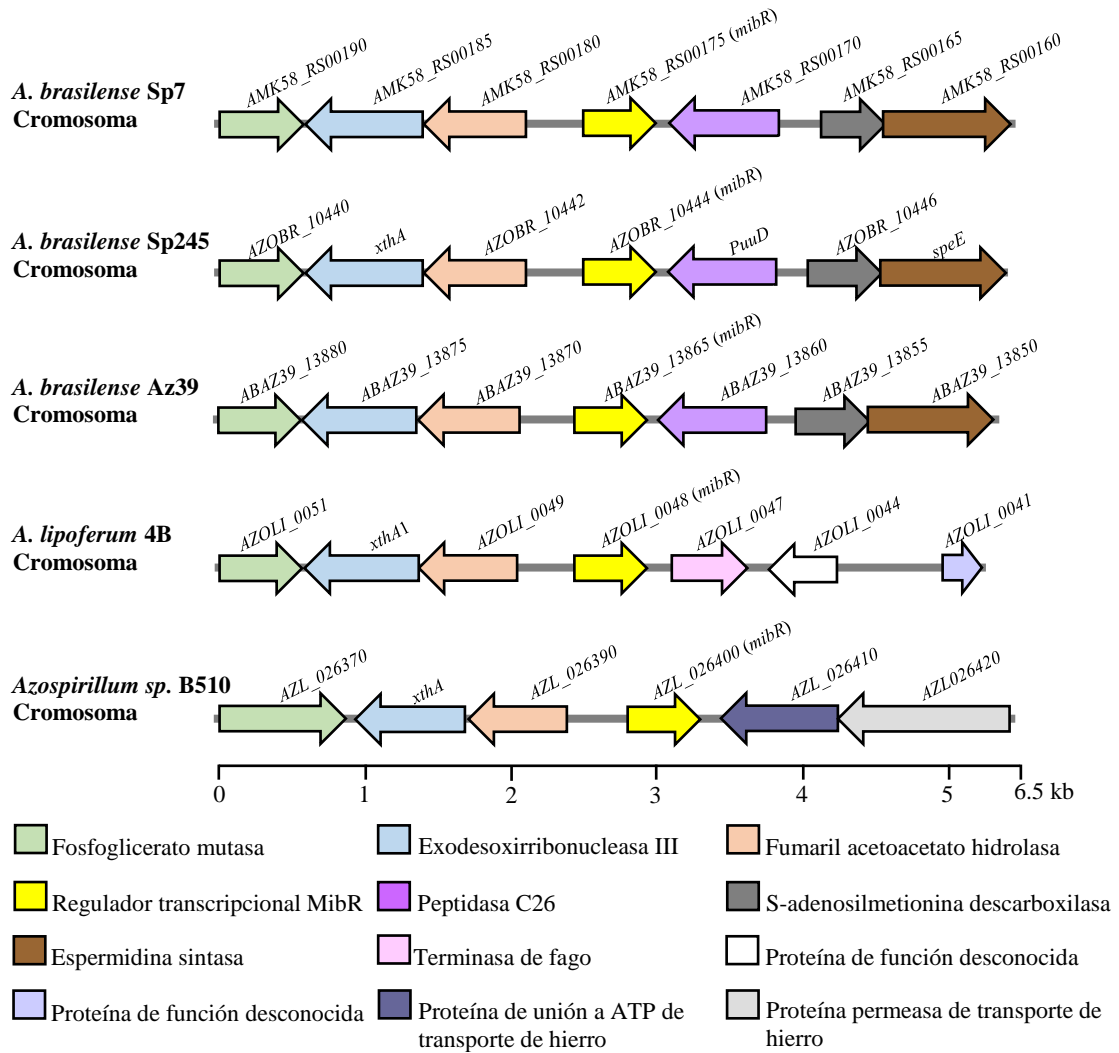 AMK58_RS00190
AMK58_RS00185
AMK58_RS00180
AMK58_RS00175 (mibR)
AMK58_RS00170
AMK58_RS00165
AMK58_RS00160
A. brasilense Sp7
Cromosoma
AZOBR_10440
xthA
AZOBR_10442
AZOBR_10444 (mibR)
PuuD
AZOBR_10446
speE
A. brasilense Sp245
Cromosoma
ABAZ39_13880
ABAZ39_13875
ABAZ39_13870
ABAZ39_13865 (mibR)
ABAZ39_13860
ABAZ39_13855
ABAZ39_13850
A. brasilense Az39
Cromosoma
AZOLI_0051
xthA1
AZOLI_0049
AZOLI_0048 (mibR)
AZOLI_0047
AZOLI_0044
AZOLI_0041
A. lipoferum 4B
Cromosoma
AZL_026370
xthA
AZL_026390
AZL_026400 (mibR)
AZL_026410
AZL026420
Azospirillum sp. B510
Cromosoma
0 1 2 3 4 5 6.5 kb
Fosfoglicerato mutasa
Exodesoxirribonucleasa III
Fumaril acetoacetato hidrolasa
Regulador transcripcional MibR
Peptidasa C26
S-adenosilmetionina descarboxilasa
Espermidina sintasa
Terminasa de fago
Proteína de función desconocida
Proteína de función desconocida
Proteína de unión a ATP de
transporte de hierro
Proteína permeasa de transporte de
hierro